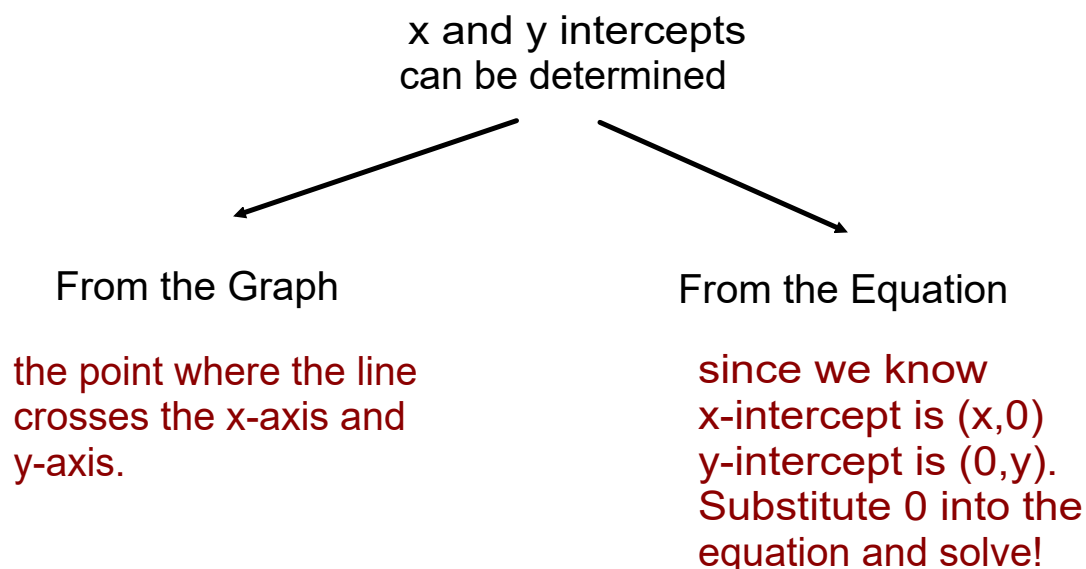 x and y intercepts
can be determined
From the Graph
the point where the line
crosses the x-axis and
y-axis.
From the Equation
since we know
x-intercept is (x,0)
y-intercept is (0,y).
Substitute 0 into the
equation and solve!